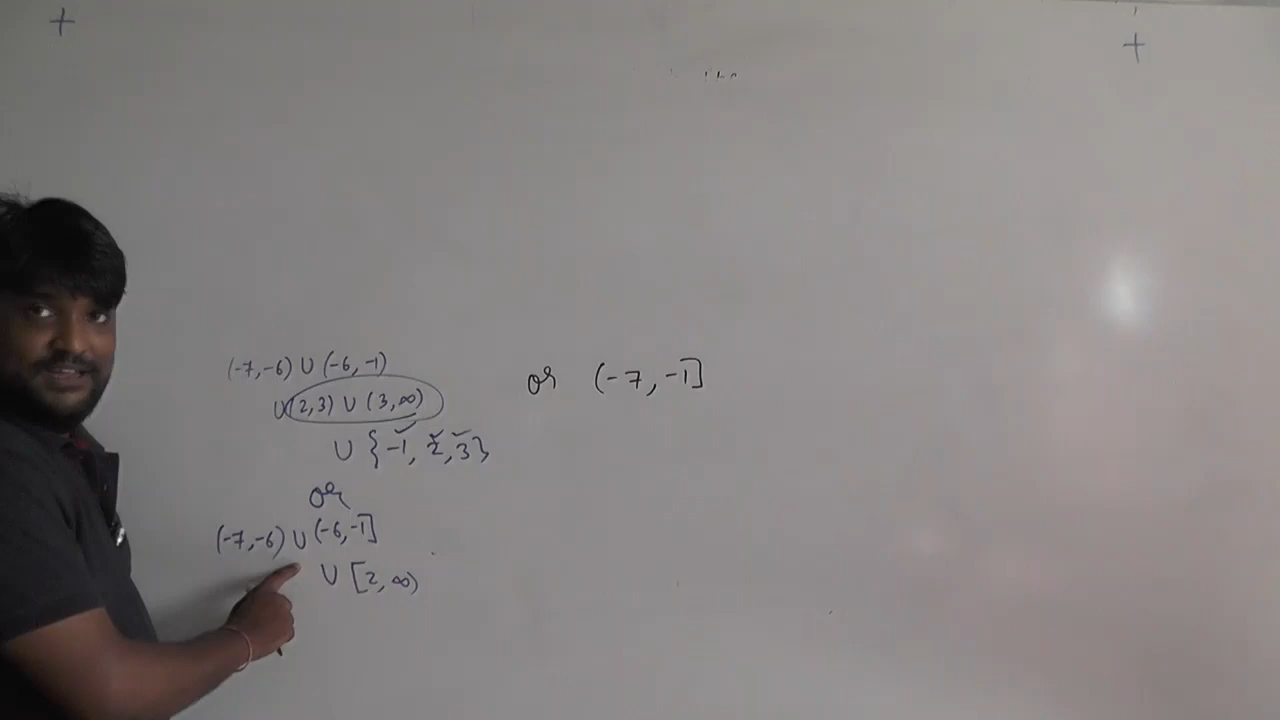 +
+
(-7,-6) ∪ (-6,-1)
∪ (2,3) ∪ (3,∞)
∪ {-1, 2, 3}
or
(-7,-6) ∪ (-6,-1]
∪ [2,∞)
or (-7,-1]